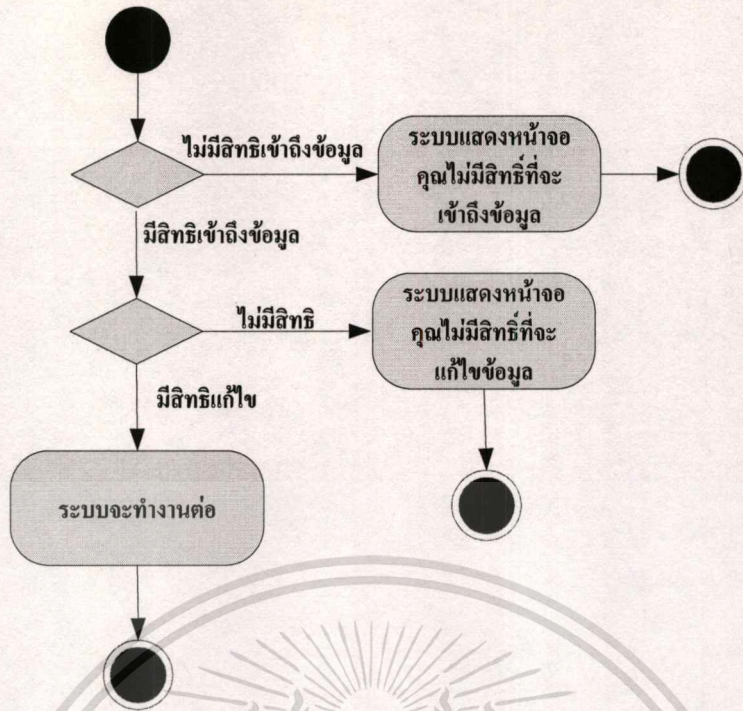 ไม่มีสิทธิเข้าถึงข้อมูล
ระบบแสดงหน้าจอ
คุณไม่มีสิทธิ์ที่จะ
เข้าถึงข้อมูล
มีสิทธิเข้าถึงข้อมูล
ไม่มีสิทธิ
ระบบแสดงหน้าจอ
คุณไม่มีสิทธิ์ที่จะ
แก้ไขข้อมูล
มีสิทธิแก้ไข
ระบบจะทำงานต่อ